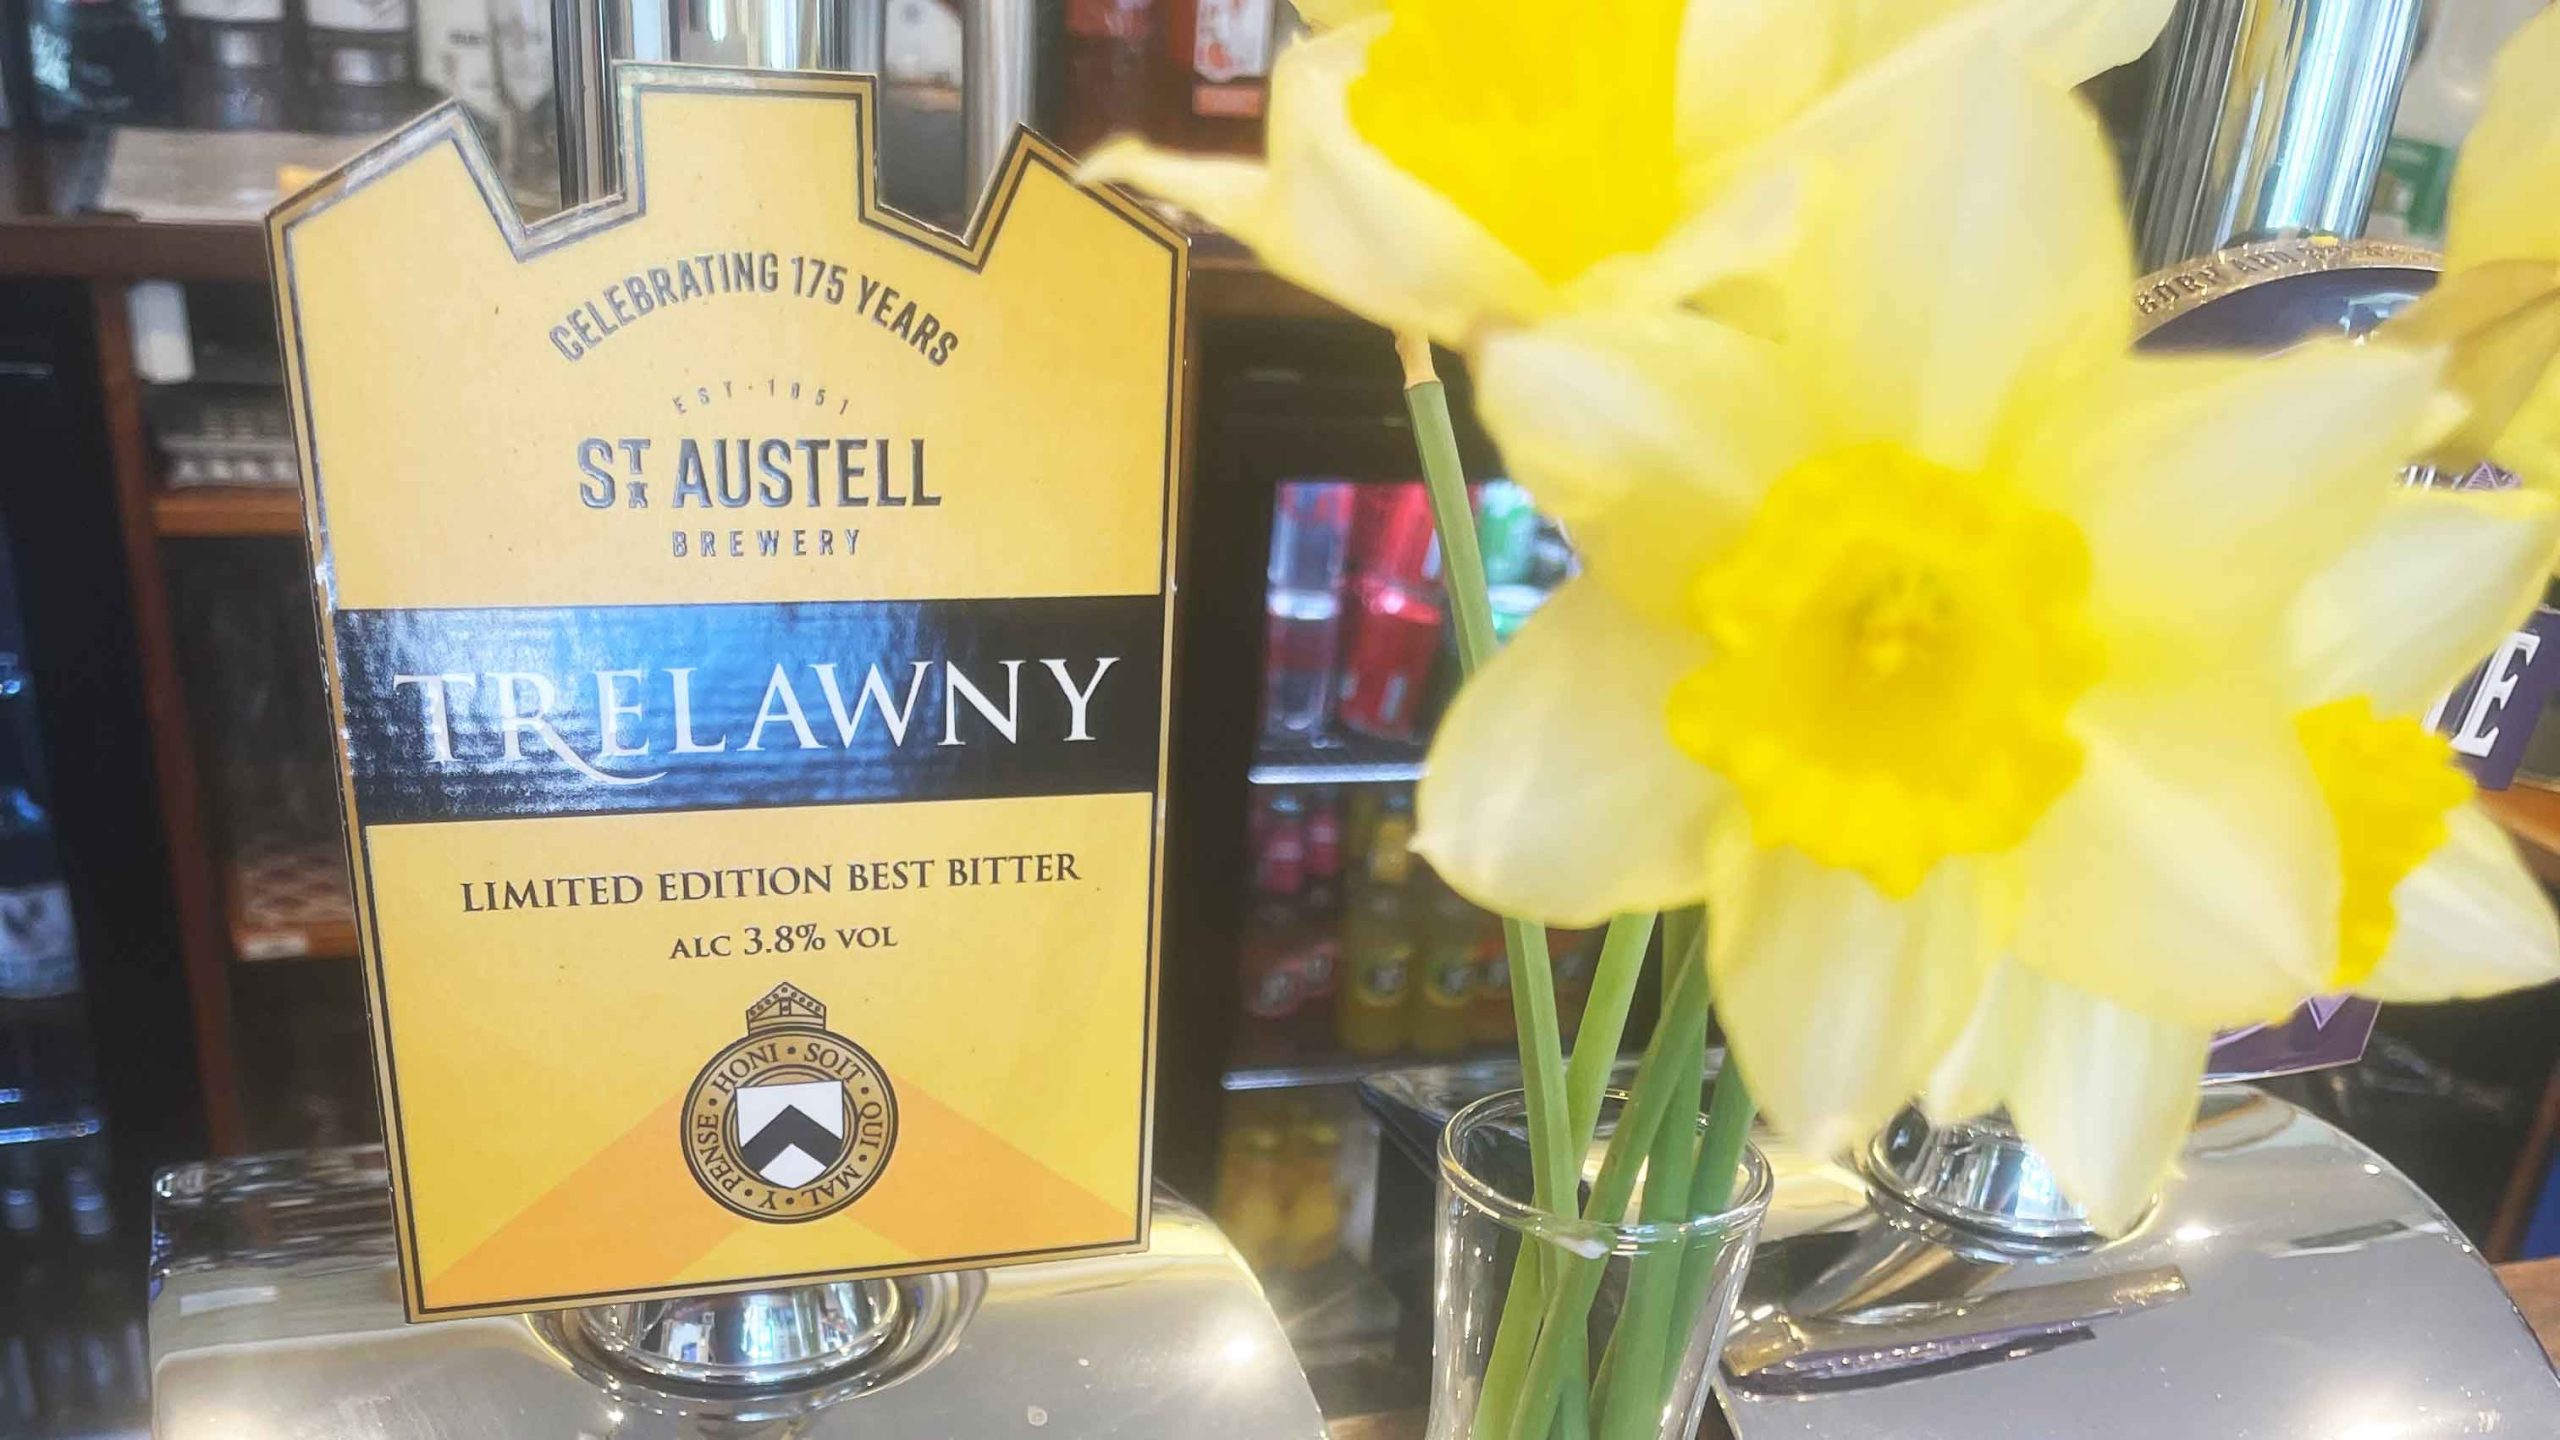 CELEBRATING 175 YEARS
EST·1851
ST AUSTELL
BREWERY
TRELAWNY
LIMITED EDITION BEST BITTER
ALC 3.8% VOL
HONI · SOIT · QUI · MAL · Y · PENSE